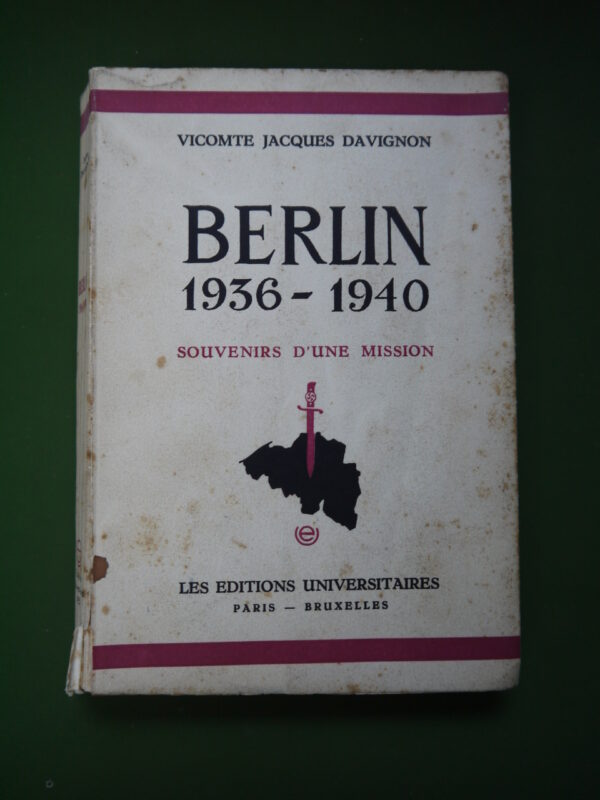 VICOMTE JACQUES DAVIGNON
BERLIN
1936 - 1940
SOUVENIRS D'UNE MISSION
LES EDITIONS UNIVERSITAIRES
PARIS — BRUXELLES